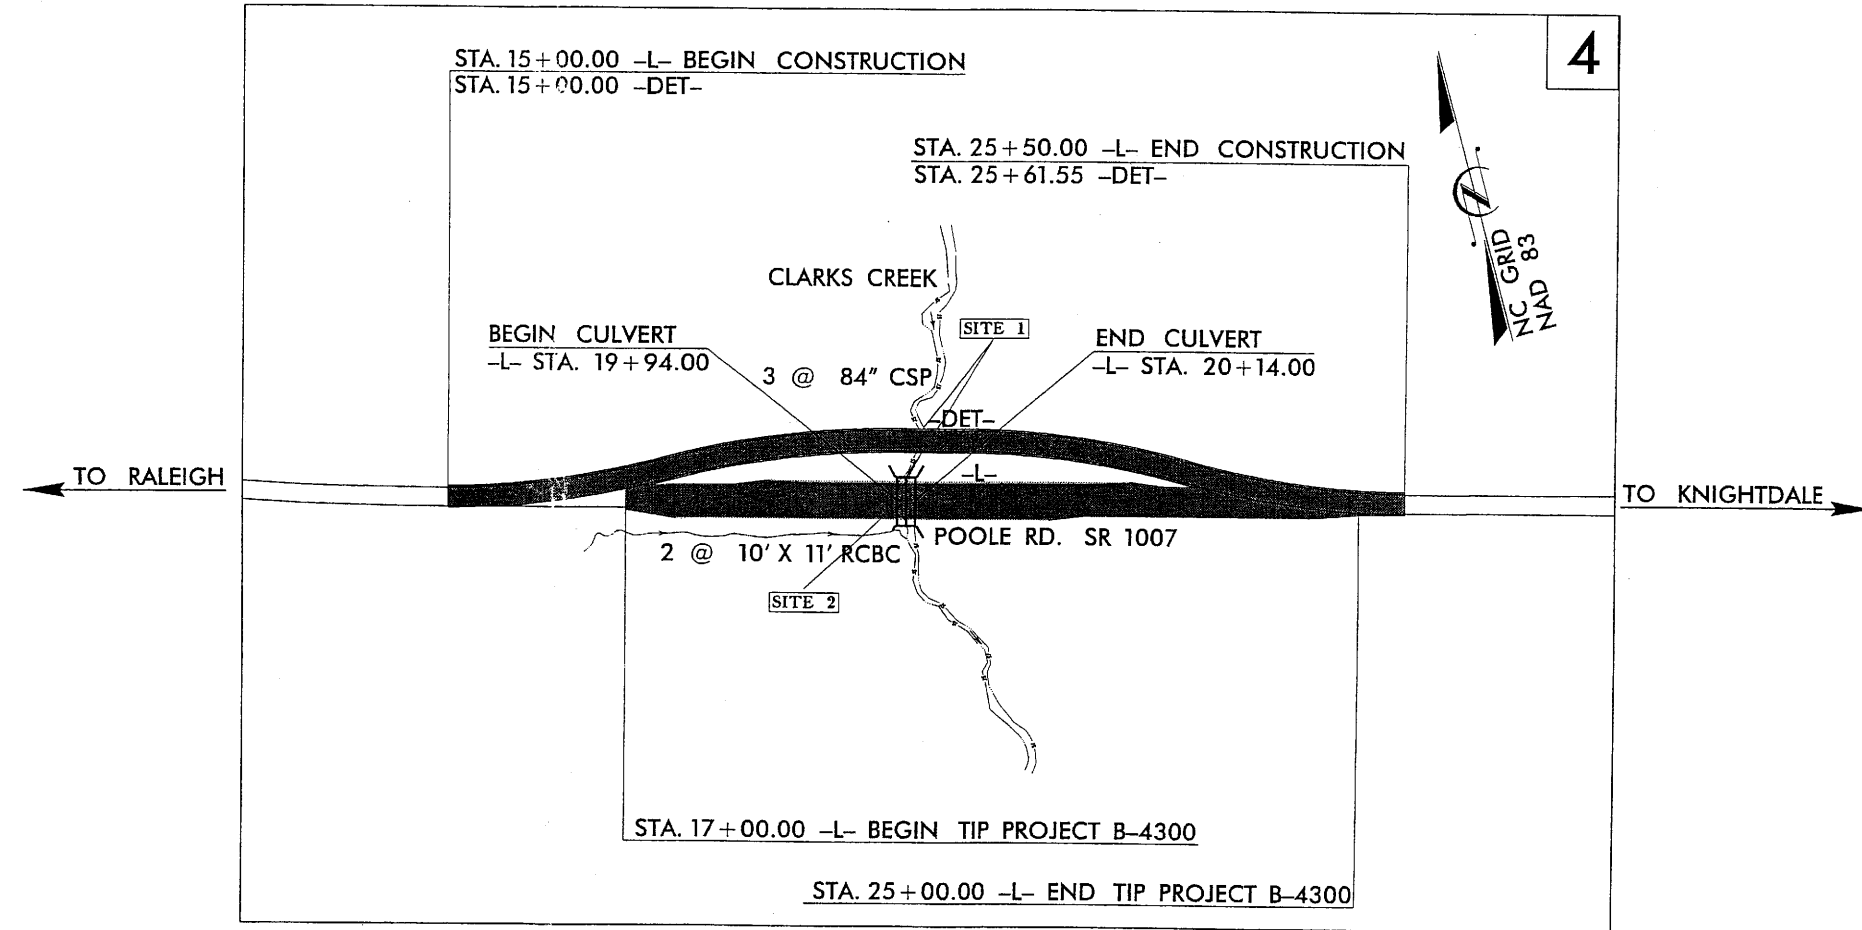 4
STA. 15+00.00 –L– BEGIN CONSTRUCTION
STA. 15+00.00 –DET–
STA. 25+50.00 –L– END CONSTRUCTION
STA. 25+61.55 –DET–
NC GRID
NAD 83
CLARKS CREEK
SITE 1
BEGIN CULVERT
–L– STA. 19+94.00
3 @ 84" CSP
END CULVERT
–L– STA. 20+14.00
–DET–
TO RALEIGH
–L–
TO KNIGHTDALE
POOLE RD. SR 1007
2 @ 10' X 11' RCBC
SITE 2
STA. 17+00.00 –L– BEGIN TIP PROJECT B–4300
STA. 25+00.00 –L– END TIP PROJECT B–4300